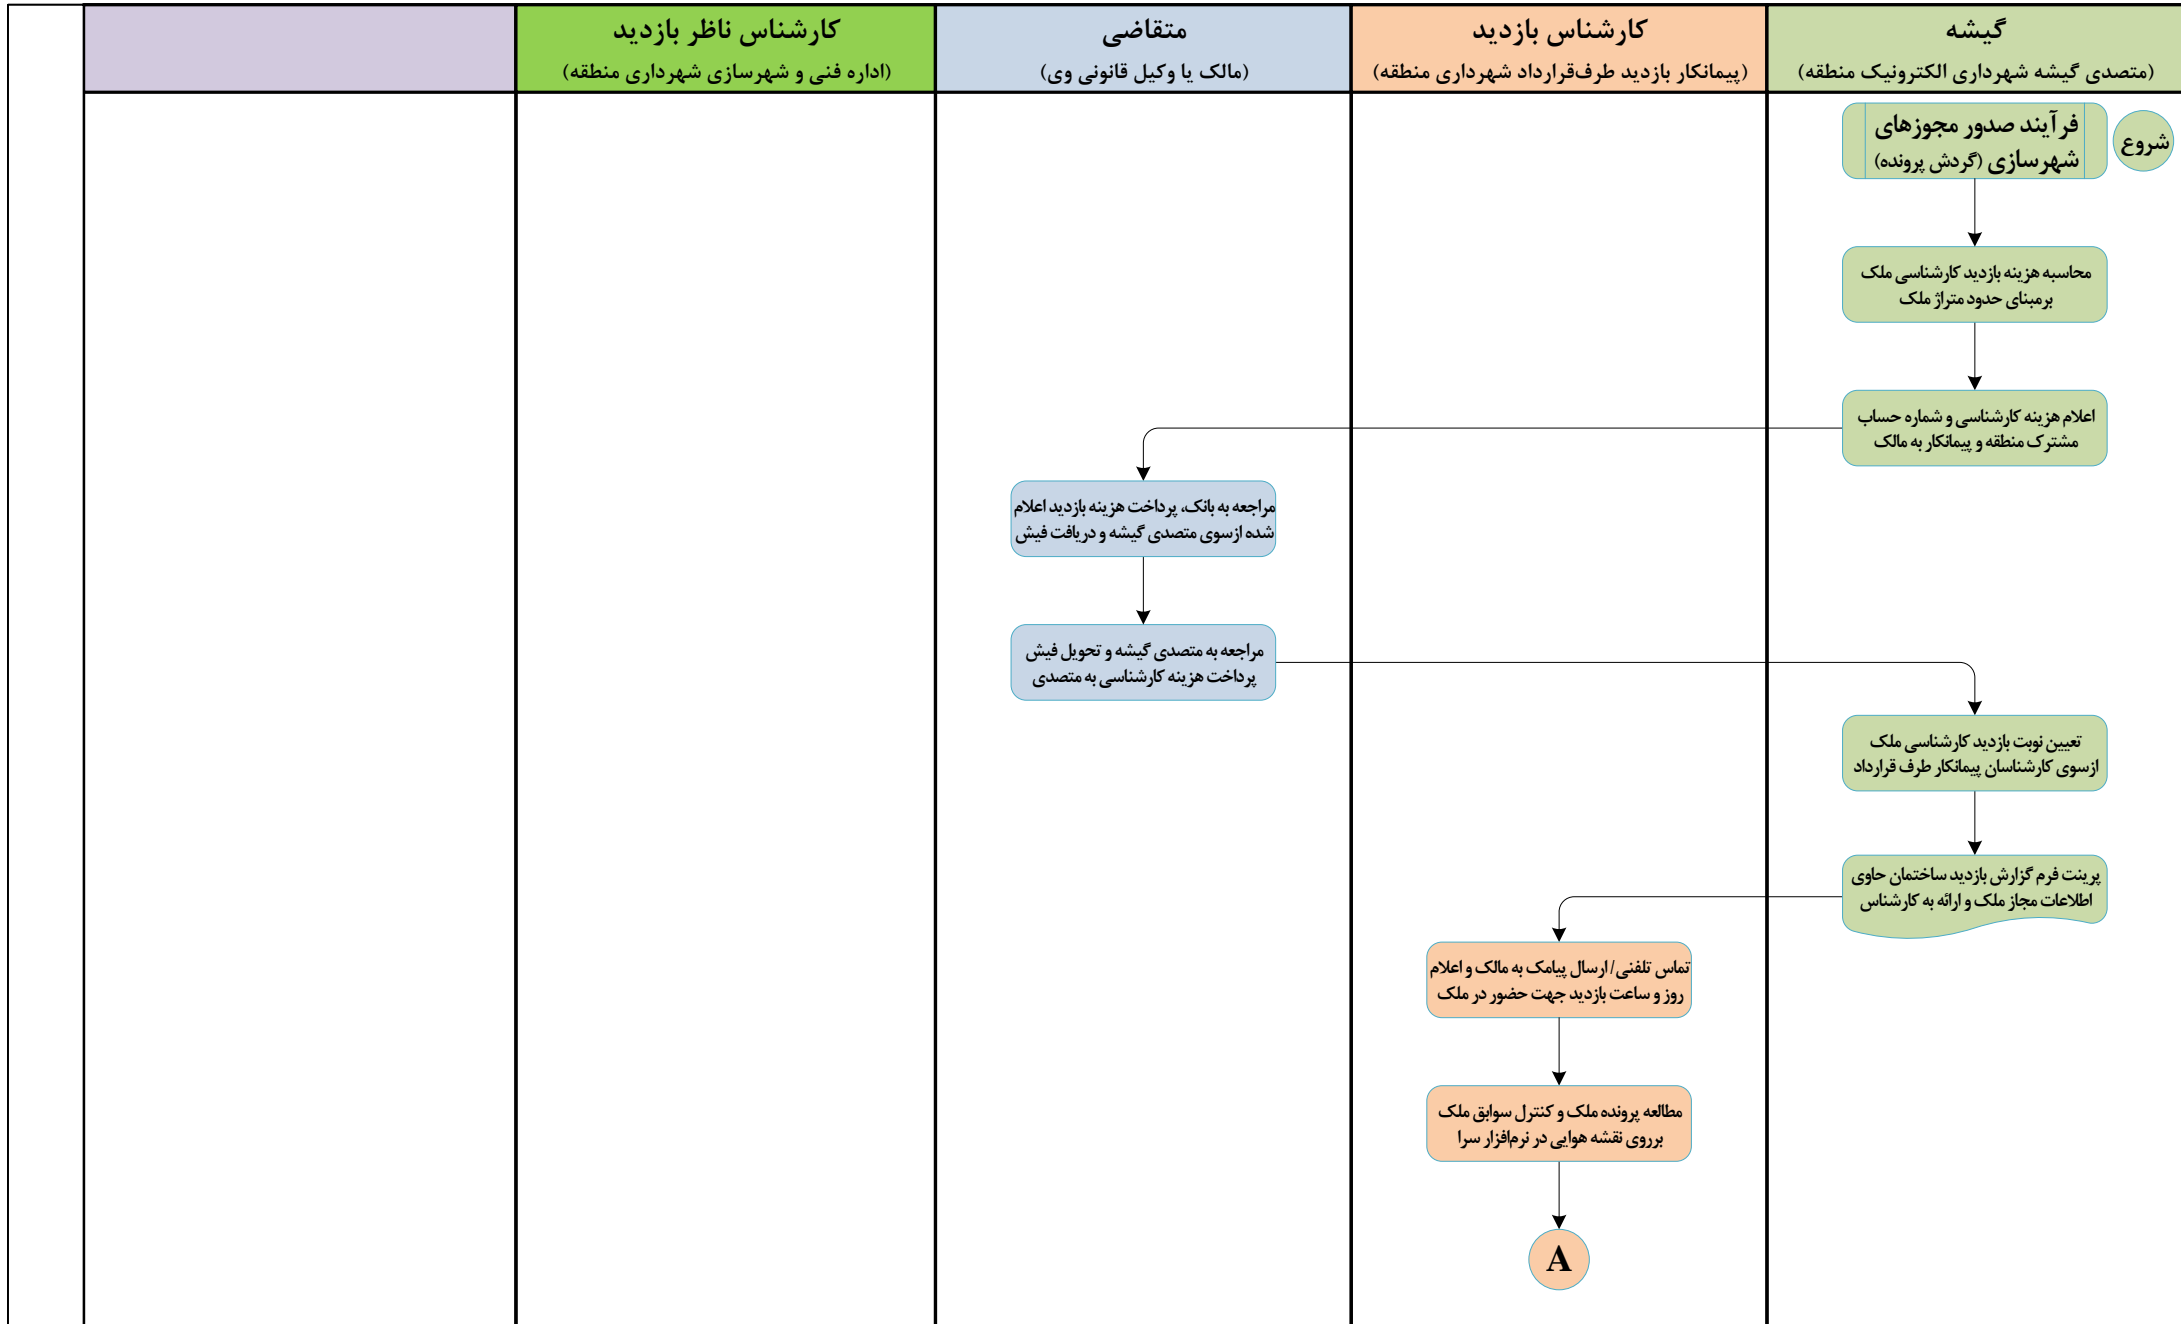 گیشه
(متصدی گیشه شهرداری الکترونیک منطقه)
کارشناس بازدید
(پیمانکار بازدید طرف‌قرارداد شهرداری منطقه)
متقاضی
(مالک یا وکیل قانونی وی)
کارشناس ناظر بازدید
(اداره فنی و شهرسازی شهرداری منطقه)
شروع
فرآیند صدور مجوزهای
شهرسازی (گردش پرونده)
محاسبه هزینه بازدید کارشناسی ملک
برمبنای حدود متراژ ملک
اعلام هزینه کارشناسی و شماره حساب
مشترک منطقه و پیمانکار به مالک
مراجعه به بانک، پرداخت هزینه بازدید اعلام
شده ازسوی متصدی گیشه و دریافت فیش
مراجعه به متصدی گیشه و تحویل فیش
پرداخت هزینه کارشناسی به متصدی
تعیین نوبت بازدید کارشناسی ملک
ازسوی کارشناسان پیمانکار طرف قرارداد
پرینت فرم گزارش بازدید ساختمان حاوی
اطلاعات مجاز ملک و ارائه به کارشناس
تماس تلفنی/ ارسال پیامک به مالک و اعلام
روز و ساعت بازدید جهت حضور در ملک
مطالعه پرونده ملک و کنترل سوابق ملک
برروی نقشه هوایی در نرم‌افزار سرا
A